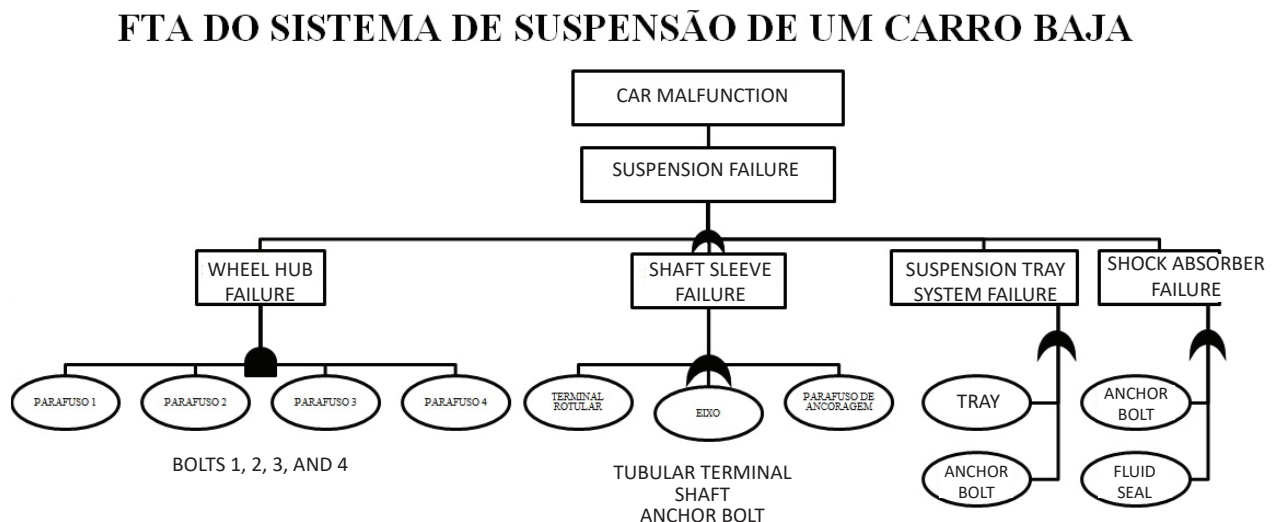 FTA DO SISTEMA DE SUSPENSÃO DE UM CARRO BAJA
CAR MALFUNCTION
SUSPENSION FAILURE
WHEEL HUB
FAILURE
SHAFT SLEEVE
FAILURE
SUSPENSION TRAY
SYSTEM FAILURE
SHOCK ABSORBER
FAILURE
PARAFUSO 1
PARAFUSO 2
PARAFUSO 3
PARAFUSO 4
TERMINAL
ROTULAR
EIXO
PARAFUSO DE
ANCORAGEM
TRAY
ANCHOR
BOLT
ANCHOR
BOLT
FLUID
SEAL
BOLTS 1, 2, 3, AND 4
TUBULAR TERMINAL
SHAFT
ANCHOR BOLT